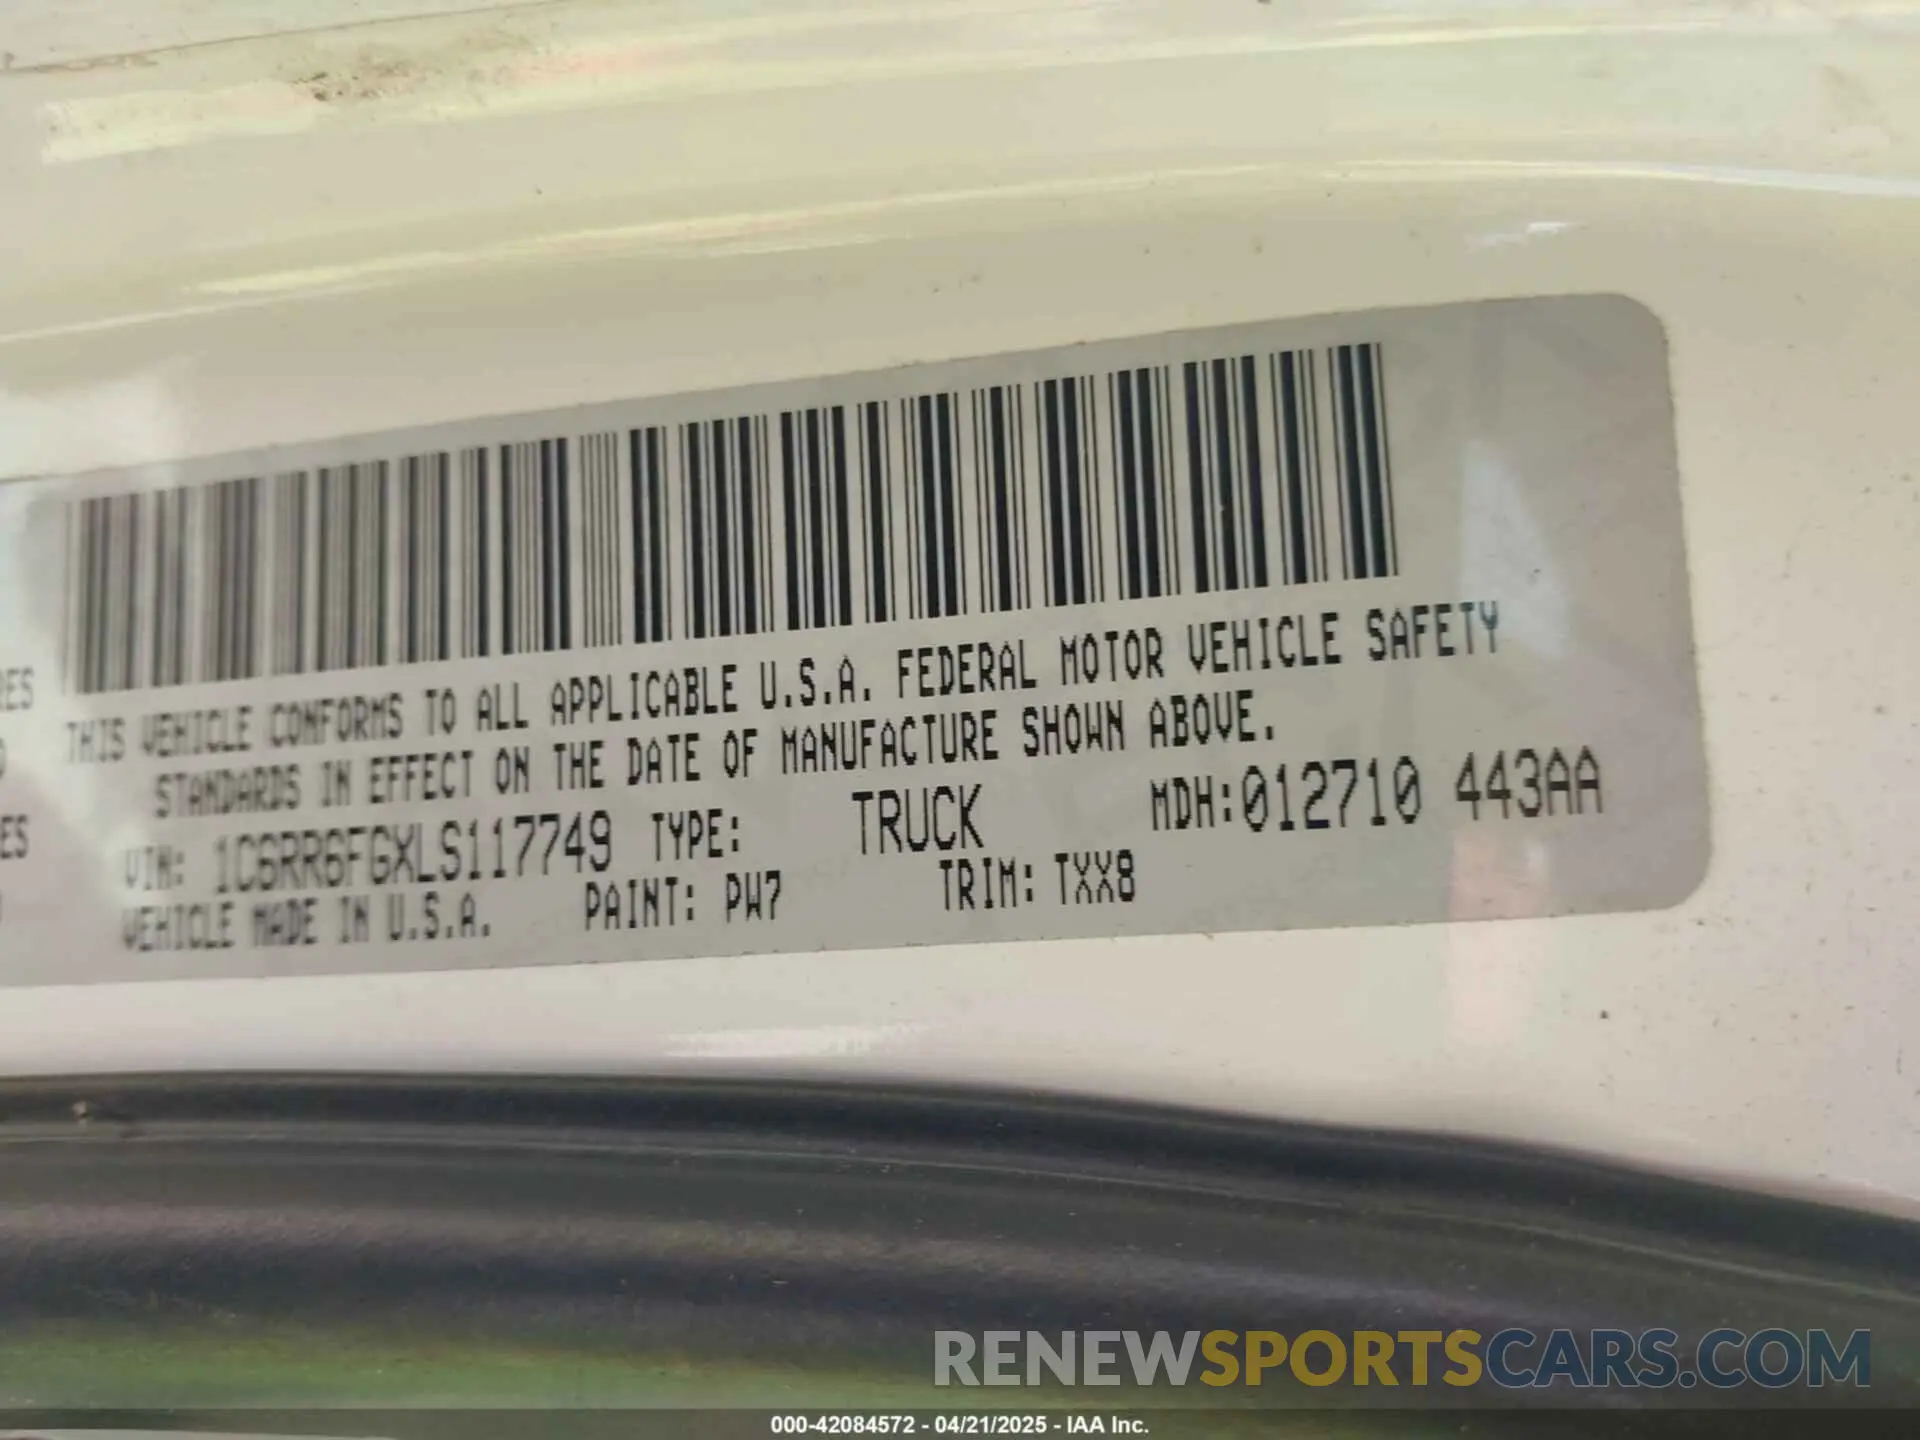 RES
THIS VEHICLE CONFORMS TO ALL APPLICABLE U.S.A. FEDERAL MOTOR VEHICLE SAFETY
STANDARDS IN EFFECT ON THE DATE OF MANUFACTURE SHOWN ABOVE.
ES
VIN: 1C6RR6FGXLS117749 TYPE: TRUCK MDH:012710 443AA
VEHICLE MADE IN U.S.A. PAINT: PW7 TRIM: TXX8
RENEWSPORTSCARS.COM
000-42084572 - 04/21/2025 - IAA Inc.